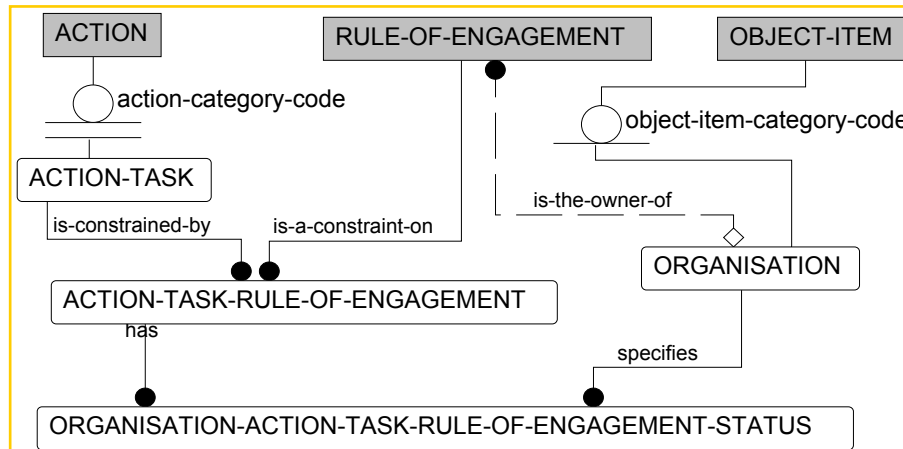 ACTION
RULE-OF-ENGAGEMENT
OBJECT-ITEM
action-category-code
object-item-category-code
ACTION-TASK
is-the-owner-of
is-constrained-by
is-a-constraint-on
ORGANISATION
ACTION-TASK-RULE-OF-ENGAGEMENT
has
specifies
ORGANISATION-ACTION-TASK-RULE-OF-ENGAGEMENT-STATUS